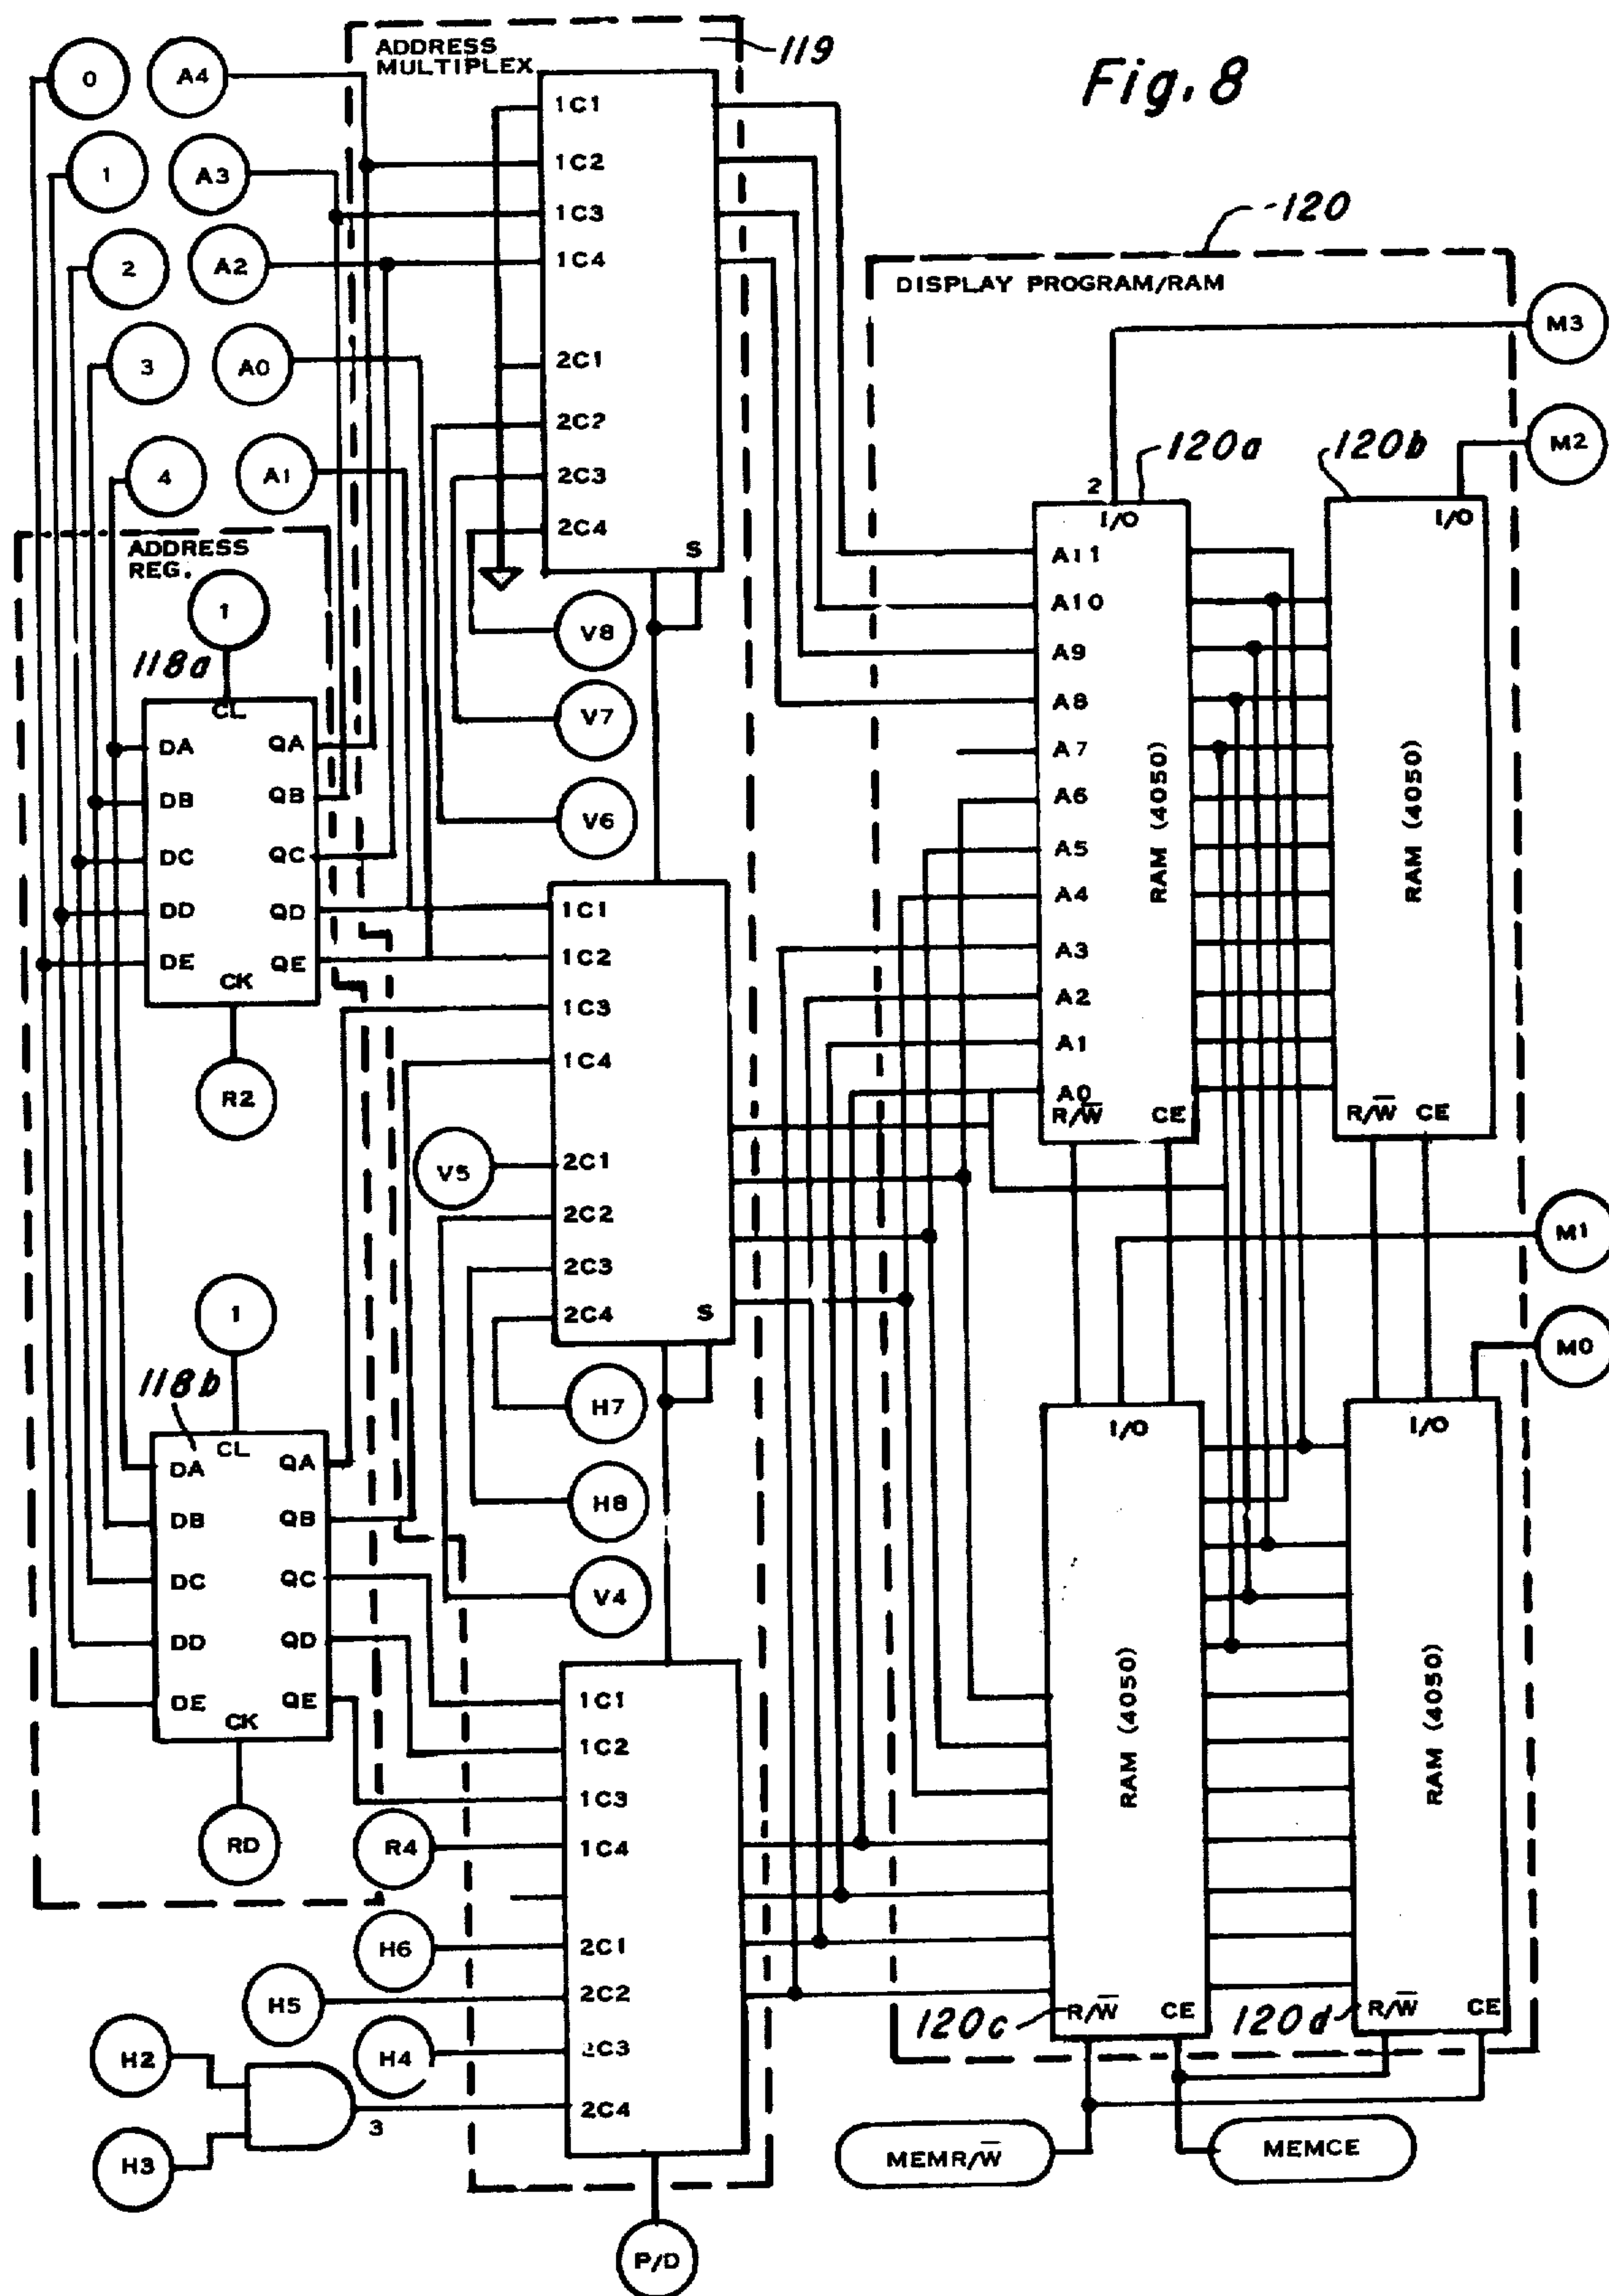 Fig. 8
ADDRESS
MULTIPLEX
119
0
A4
1
A3
2
A2
3
A0
4
A1
1C1
1C2
1C3
1C4
2C1
2C2
2C3
2C4
S
V8
V7
V6
ADDRESS
REG.
1
118a
CL
DA
QA
DB
QB
DC
QC
DD
QD
DE
QE
CK
R2
1
118b
CL
DA
QA
DB
QB
DC
QC
DD
QD
DE
QE
CK
RD
1C1
1C2
1C3
1C4
V5
2C1
2C2
2C3
2C4
S
H7
H8
V4
1C1
1C2
1C3
R4
1C4
H6
2C1
H5
2C2
H4
2C3
2C4
H2
H3
3
P/D
120
DISPLAY PROGRAM/RAM
M3
M2
120a
120b
2
I/O
I/O
A11
A10
A9
A8
A7
A6
A5
A4
A3
A2
A1
A0
R/W̅
CE
RAM (4050)
RAM (4050)
R/W̅
CE
M1
M0
I/O
I/O
RAM (4050)
RAM (4050)
120c
R/W̅
CE
120d
R/W̅
CE
MEMR/W̅
MEMCE